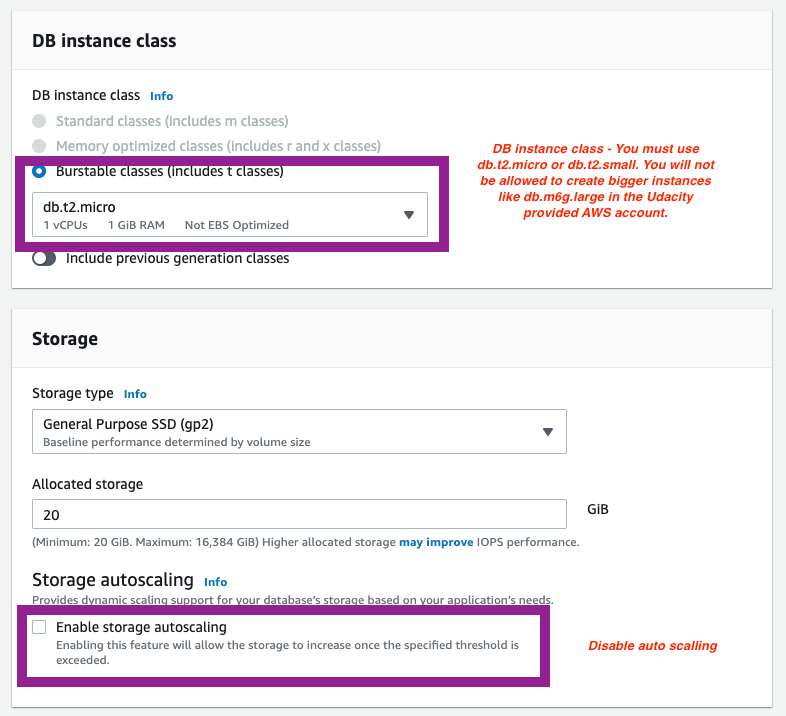 DB instance class
DB instance class Info
Standard classes (includes m classes)
Memory optimized classes (includes r and x classes)
Burstable classes (includes t classes)
db.t2.micro
1 vCPUs 1 GiB RAM Not EBS Optimized
Include previous generation classes
DB instance class - You must use
db.t2.micro or db.t2.small. You will not
be allowed to create bigger instances
like db.m6g.large in the Udacity
provided AWS account.
Storage
Storage type Info
General Purpose SSD (gp2)
Baseline performance determined by volume size
Allocated storage
20
GiB
(Minimum: 20 GiB. Maximum: 16,384 GiB) Higher allocated storage may improve IOPS performance.
Storage autoscaling Info
Provides dynamic scaling support for your database's storage based on your application's needs.
Enable storage autoscaling
Enabling this feature will allow the storage to increase once the specified threshold is
exceeded.
Disable auto scalling